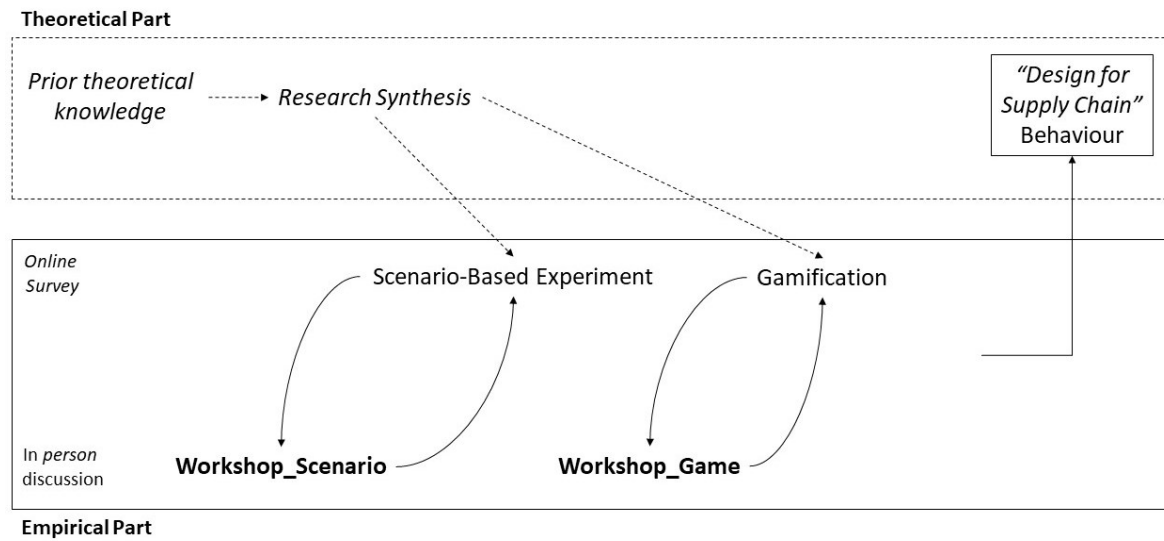 Theoretical Part
Prior theoretical
knowledge
Research Synthesis
“Design for
Supply Chain”
Behaviour
Online
Survey
Scenario-Based Experiment
Gamification
In person
discussion
Workshop_Scenario
Workshop_Game
Empirical Part